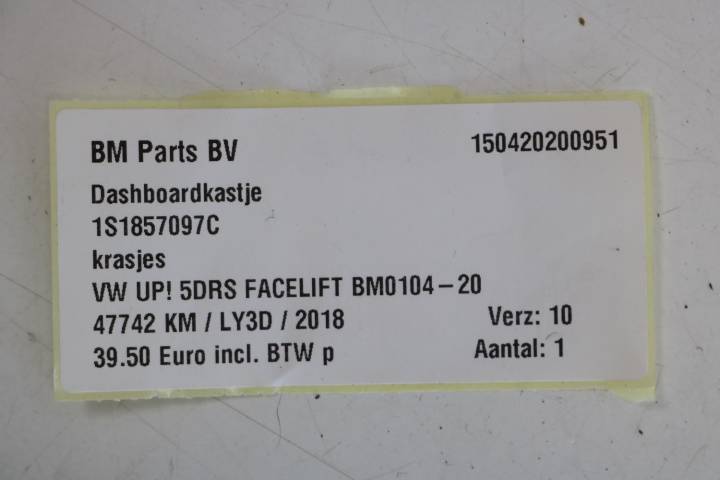 BM Parts BV 150420200951
Dashboardkastje
1S1857097C
krasjes
VW UP! 5DRS FACELIFT BM0104-20
47742 KM / LY3D / 2018 Verz: 10
39.50 Euro incl. BTW p Aantal: 1